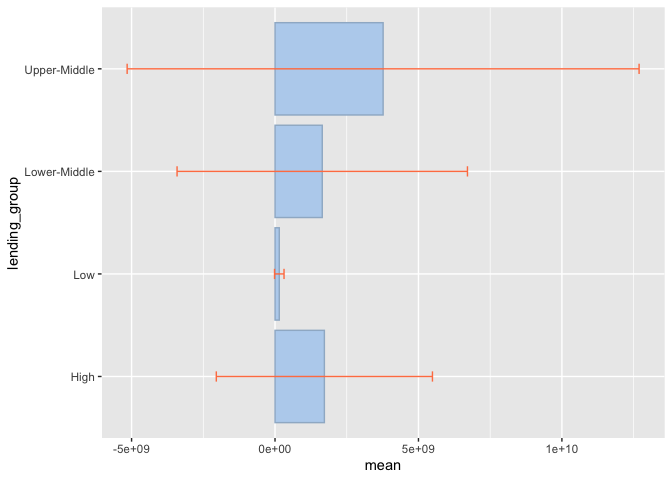 Upper-Middle
Lower-Middle
Low
High
lending_group
-5e+09 0e+00 5e+09 1e+10
mean